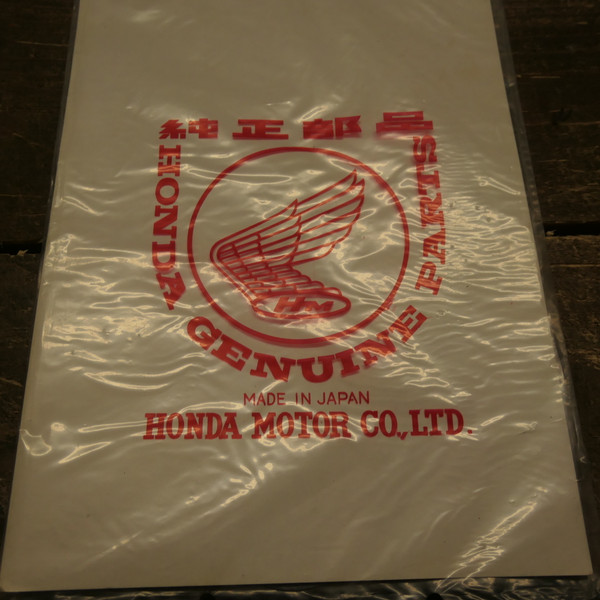 純正部品
HONDA GENUINE PARTS
HM
MADE IN JAPAN
HONDA MOTOR CO.,LTD.